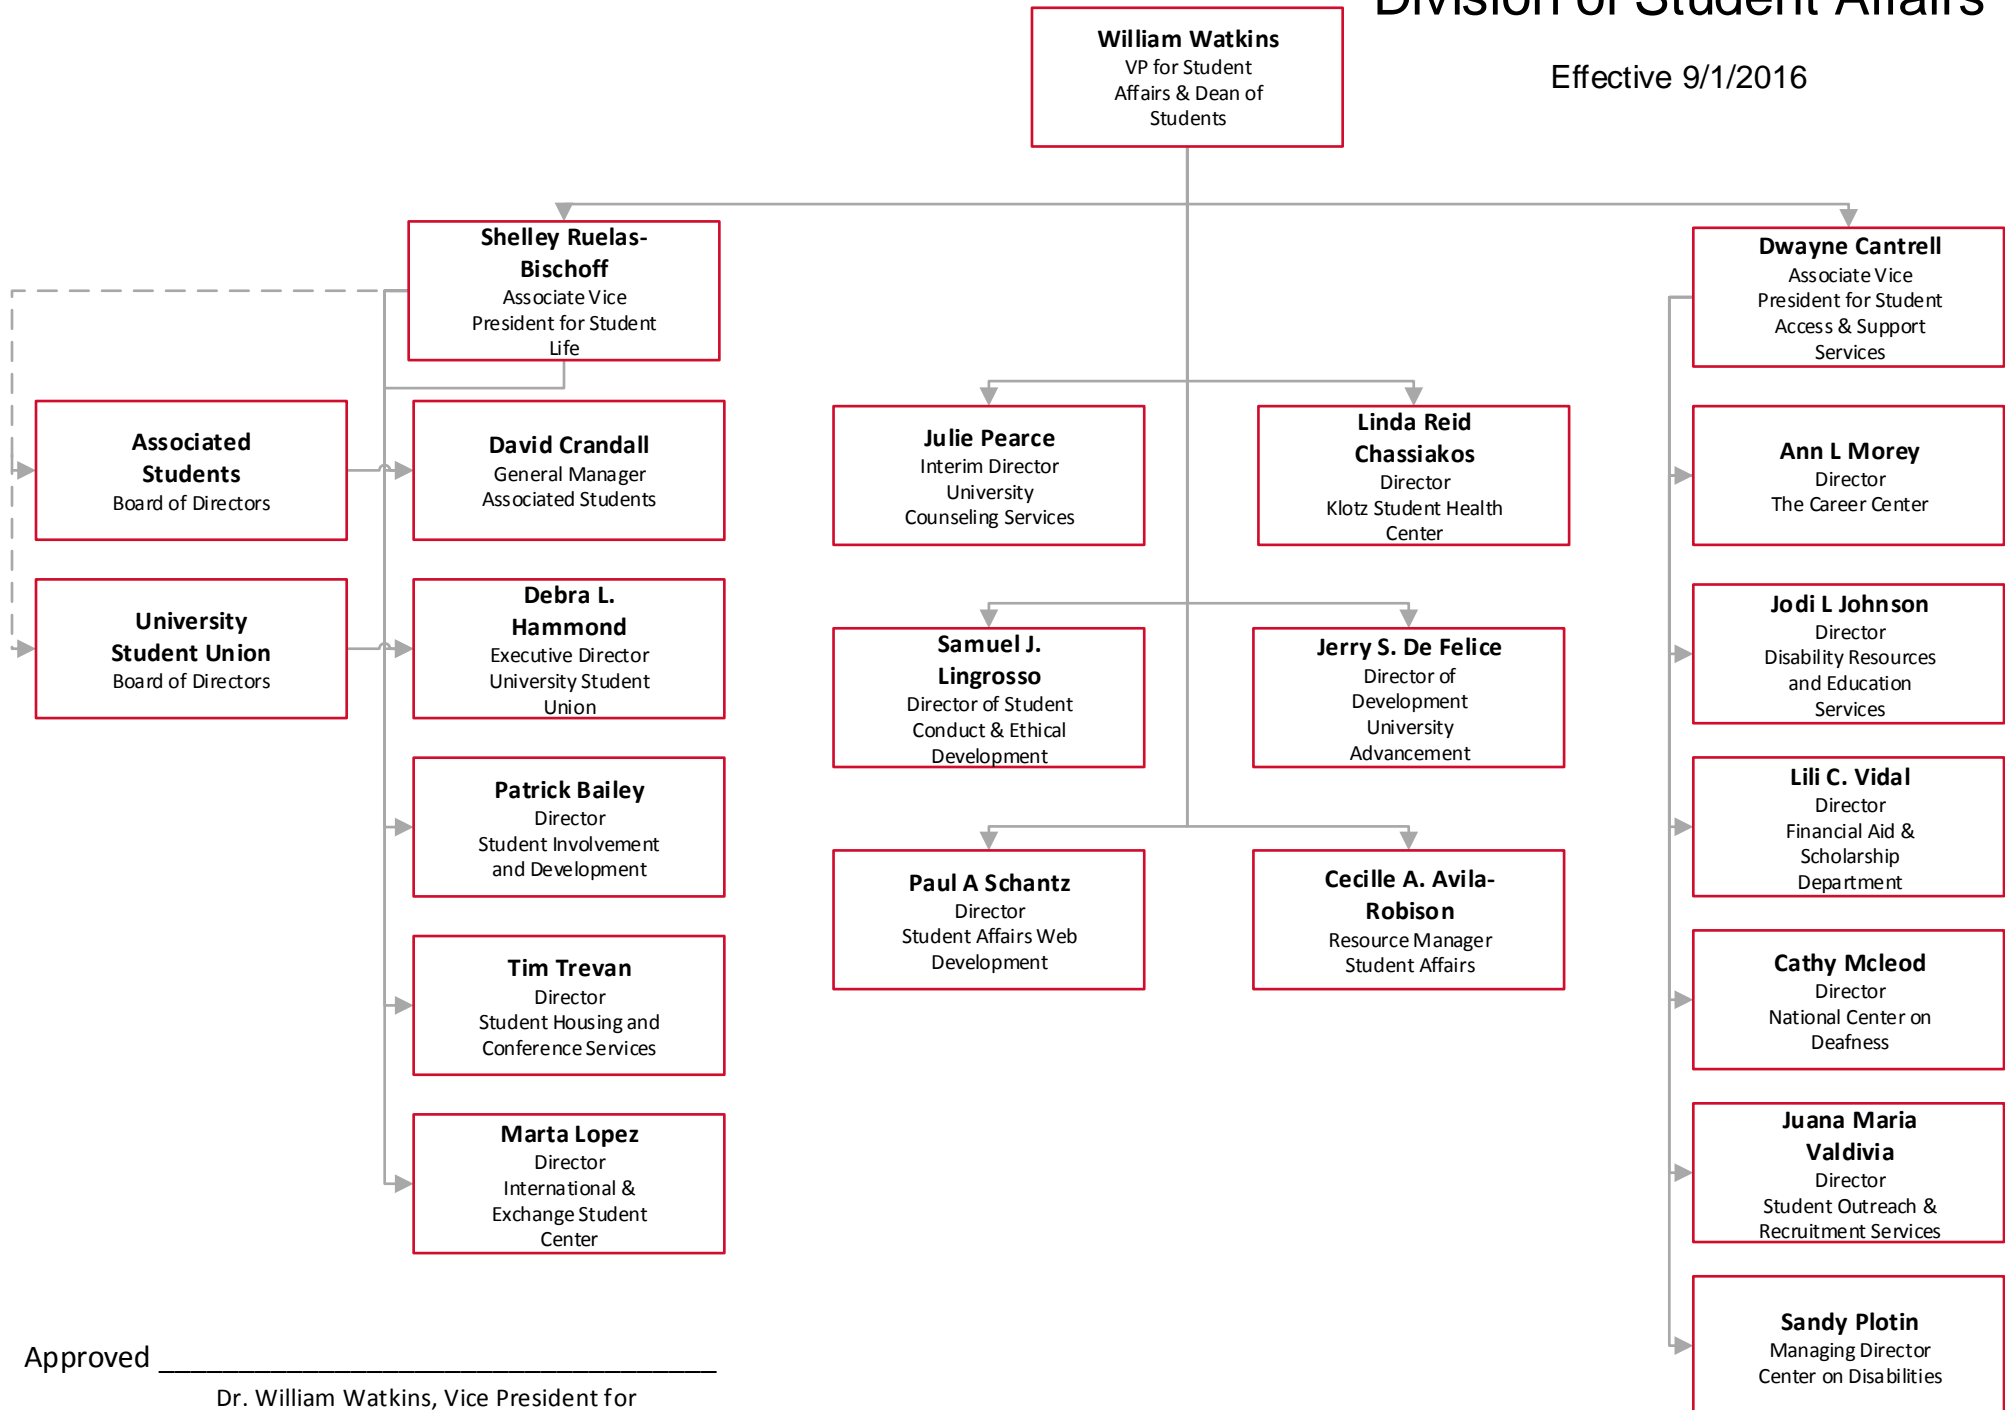 Division of Student Affairs
Effective 9/1/2016
William Watkins
VP for Student
Affairs & Dean of
Students
Shelley Ruelas-
Bischoff
Associate Vice
President for Student
Life
Dwayne Cantrell
Associate Vice
President for Student
Access & Support
Services
Associated
Students
Board of Directors
David Crandall
General Manager
Associated Students
Julie Pearce
Interim Director
University
Counseling Services
Linda Reid
Chassiakos
Director
Klotz Student Health
Center
Ann L Morey
Director
The Career Center
University
Student Union
Board of Directors
Debra L.
Hammond
Executive Director
University Student
Union
Samuel J.
Lingrosso
Director of Student
Conduct & Ethical
Development
Jerry S. De Felice
Director of
Development
University
Advancement
Jodi L Johnson
Director
Disability Resources
and Education
Services
Patrick Bailey
Director
Student Involvement
and Development
Paul A Schantz
Director
Student Affairs Web
Development
Cecille A. Avila-
Robison
Resource Manager
Student Affairs
Lili C. Vidal
Director
Financial Aid &
Scholarship
Department
Tim Trevan
Director
Student Housing and
Conference Services
Cathy Mcleod
Director
National Center on
Deafness
Marta Lopez
Director
International &
Exchange Student
Center
Juana Maria
Valdivia
Director
Student Outreach &
Recruitment Services
Sandy Plotin
Managing Director
Center on Disabilities
Approved ____________________________________
Dr. William Watkins, Vice President for